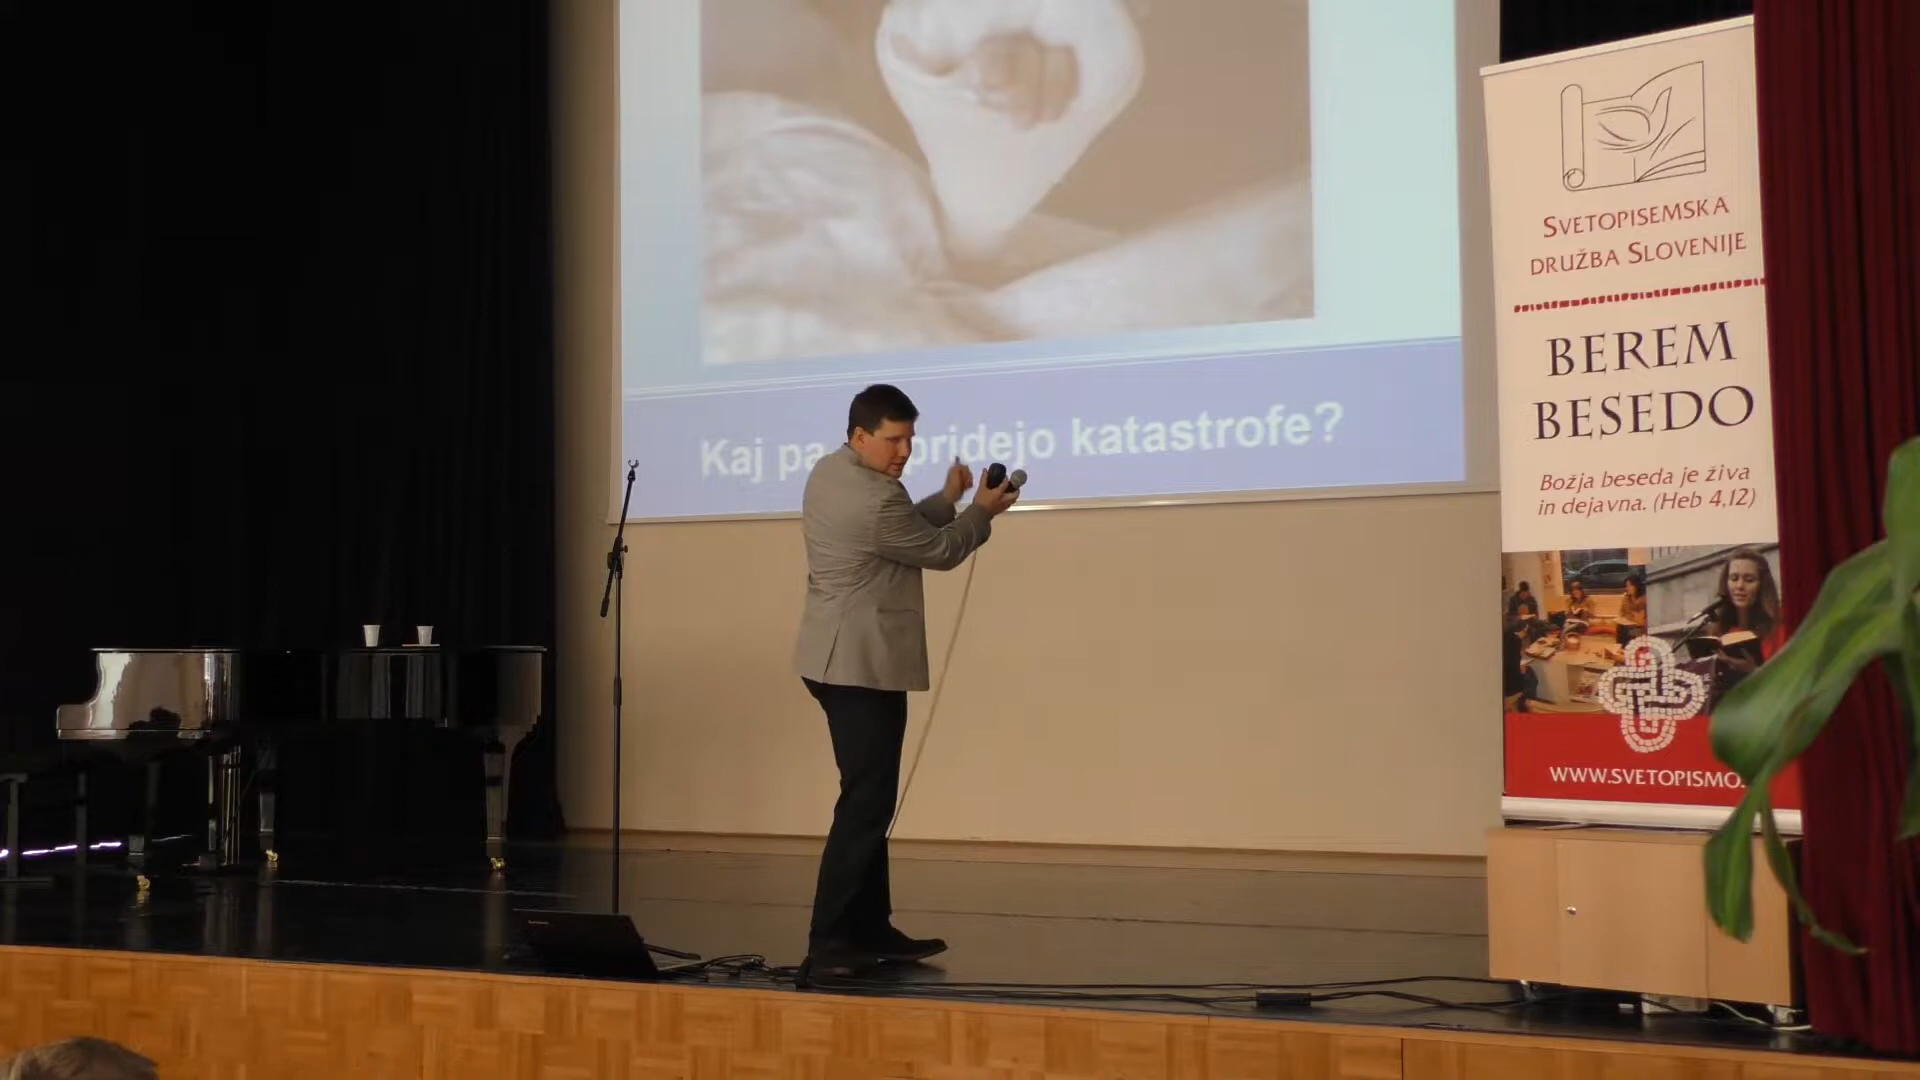 Kaj pa pridejo katastrofe?
SVETOPISEMSKA
DRUŽBA SLOVENIJE
BEREM
BESEDO
Božja beseda je živa
in dejavna. (Heb 4,12)
WWW.SVETOPISMO.